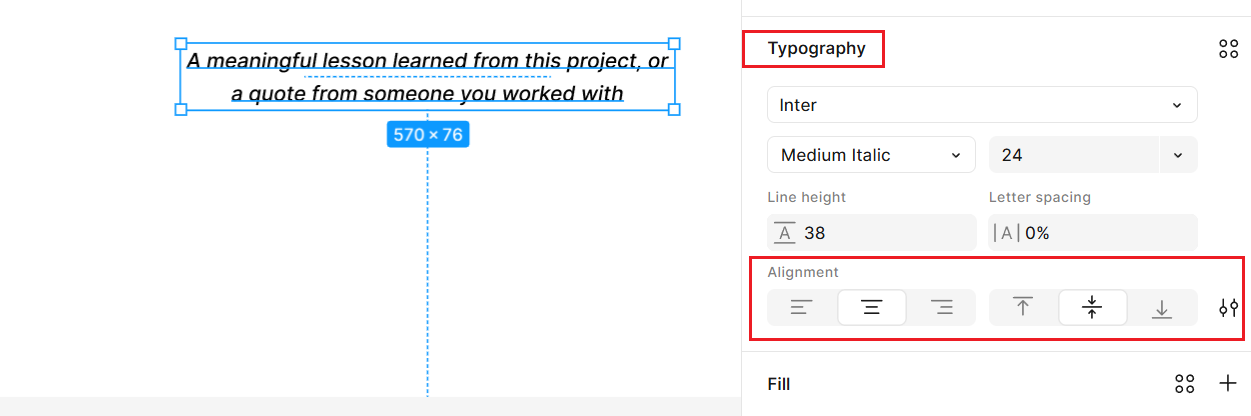 A meaningful lesson learned from this project, or
a quote from someone you worked with
570 × 76
Typography
Inter
Medium Italic
24
Line height
Letter spacing
A 38
|A| 0%
Alignment
Fill